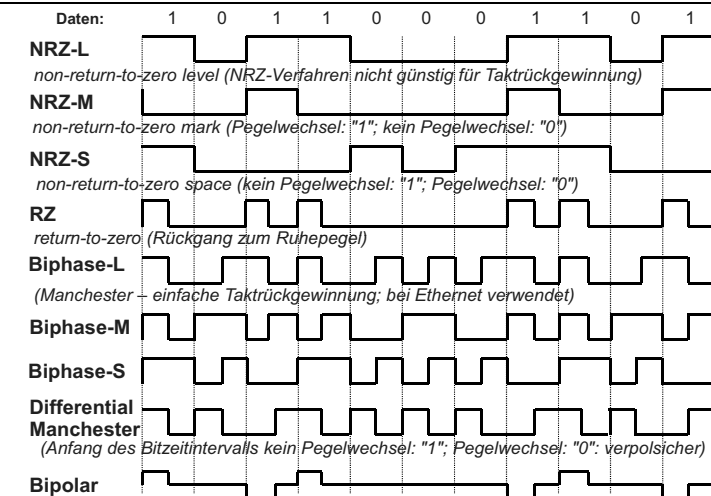 Daten: 1 0 1 1 0 0 0 1 1 0 1
NRZ-L
non-return-to-zero level (NRZ-Verfahren nicht günstig für Taktrückgewinnung)
NRZ-M
non-return-to-zero mark (Pegelwechsel: "1"; kein Pegelwechsel: "0")
NRZ-S
non-return-to-zero space (kein Pegelwechsel: "1"; Pegelwechsel: "0")
RZ
return-to-zero (Rückgang zum Ruhepegel)
Biphase-L
(Manchester – einfache Taktrückgewinnung; bei Ethernet verwendet)
Biphase-M
Biphase-S
Differential
Manchester
(Anfang des Bitzeitintervalls kein Pegelwechsel: "1"; Pegelwechsel: "0": verpolsicher)
Bipolar